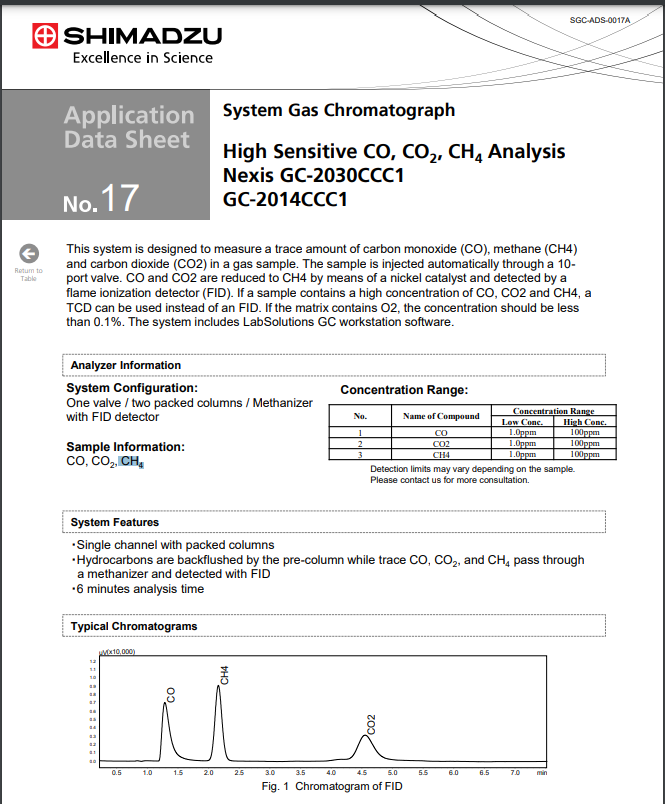 SGC-ADS-0017A
SHIMADZU
Excellence in Science
Application
Data Sheet
No.17
System Gas Chromatograph
High Sensitive CO, CO₂, CH₄ Analysis
Nexis GC-2030CCC1
GC-2014CCC1
Return to
Table
This system is designed to measure a trace amount of carbon monoxide (CO), methane (CH4)
and carbon dioxide (CO2) in a gas sample. The sample is injected automatically through a 10-
port valve. CO and CO2 are reduced to CH4 by means of a nickel catalyst and detected by a
flame ionization detector (FID). If a sample contains a high concentration of CO, CO2 and CH4, a
TCD can be used instead of an FID. If the matrix contains O2, the concentration should be less
than 0.1%. The system includes LabSolutions GC workstation software.
Analyzer Information
System Configuration:
One valve / two packed columns / Methanizer
with FID detector
Sample Information:
CO, CO₂, CH₄
Concentration Range:
No. Name of Compound Concentration Range
Low Conc. High Conc.
1 CO 1.0ppm 100ppm
2 CO2 1.0ppm 100ppm
3 CH4 1.0ppm 100ppm
Detection limits may vary depending on the sample.
Please contact us for more consultation.
System Features
・Single channel with packed columns
・Hydrocarbons are backflushed by the pre-column while trace CO, CO₂, and CH₄ pass through
a methanizer and detected with FID
・6 minutes analysis time
Typical Chromatograms
uV(x10,000)
1.2
1.1
1.0
0.9
0.8
0.7
0.6
0.5
0.4
0.3
0.2
0.1
0.0
CO
CH4
CO2
0.5 1.0 1.5 2.0 2.5 3.0 3.5 4.0 4.5 5.0 5.5 6.0 6.5 7.0 min
Fig. 1 Chromatogram of FID